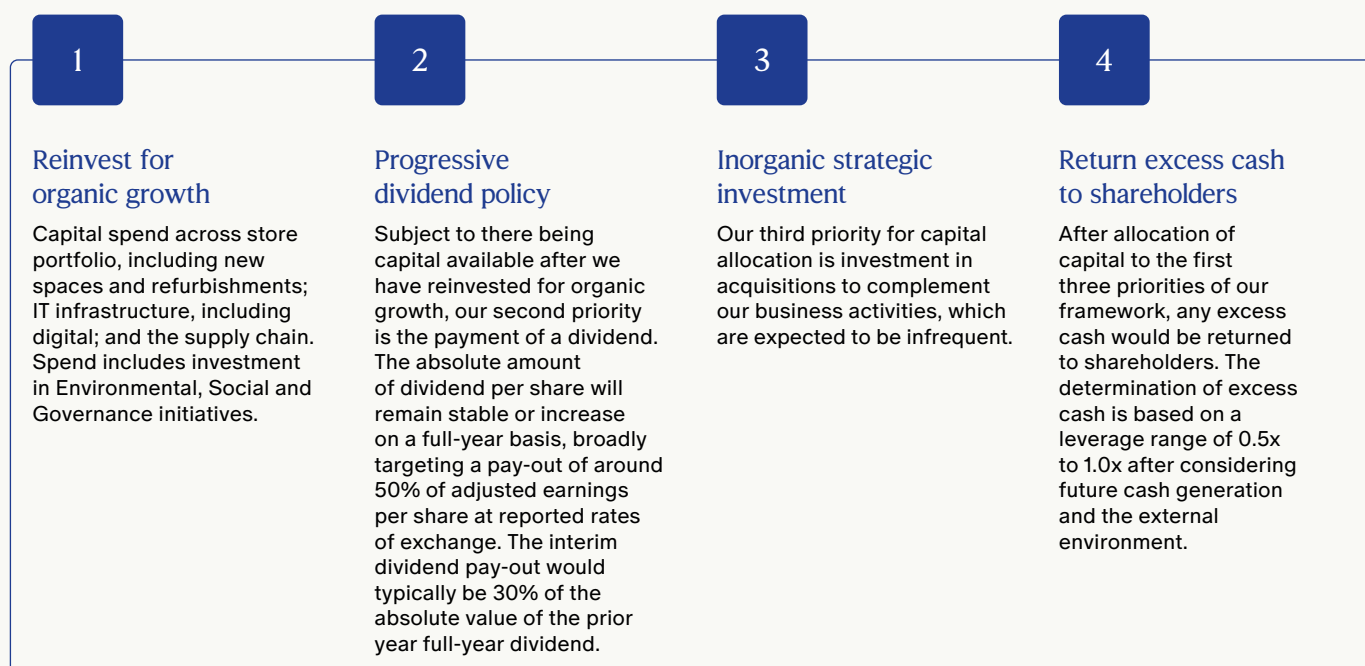 1
Reinvest for
organic growth
Capital spend across store
portfolio, including new
spaces and refurbishments;
IT infrastructure, including
digital; and the supply chain.
Spend includes investment
in Environmental, Social and
Governance initiatives.
2
Progressive
dividend policy
Subject to there being
capital available after we
have reinvested for organic
growth, our second priority
is the payment of a dividend.
The absolute amount
of dividend per share will
remain stable or increase
on a full-year basis, broadly
targeting a pay-out of around
50% of adjusted earnings
per share at reported rates
of exchange. The interim
dividend pay-out would
typically be 30% of the
absolute value of the prior
year full-year dividend.
3
Inorganic strategic
investment
Our third priority for capital
allocation is investment in
acquisitions to complement
our business activities, which
are expected to be infrequent.
4
Return excess cash
to shareholders
After allocation of
capital to the first
three priorities of our
framework, any excess
cash would be returned
to shareholders. The
determination of excess
cash is based on a
leverage range of 0.5x
to 1.0x after considering
future cash generation
and the external
environment.